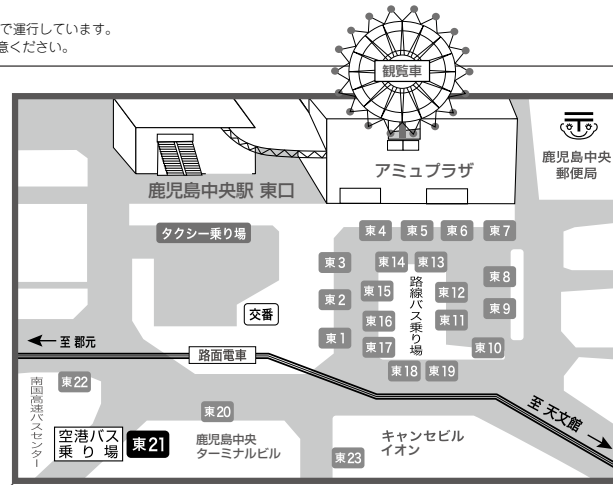 で運行しています。
意ください。
観覧車
アミュプラザ
鹿児島中央
郵便局
鹿児島中央駅 東口
タクシー乗り場
東4
東5
東6
東7
東3
東14
東13
東8
東2
東15
東12
東9
東16
東11
東1
東17
東10
東18
東19
路線バス乗り場
交番
至 郡元
路面電車
至 天文館
南国高速バスセンター
東22
空港バス
乗り場
東21
東20
鹿児島中央
ターミナルビル
東23
キャンセビル
イオン